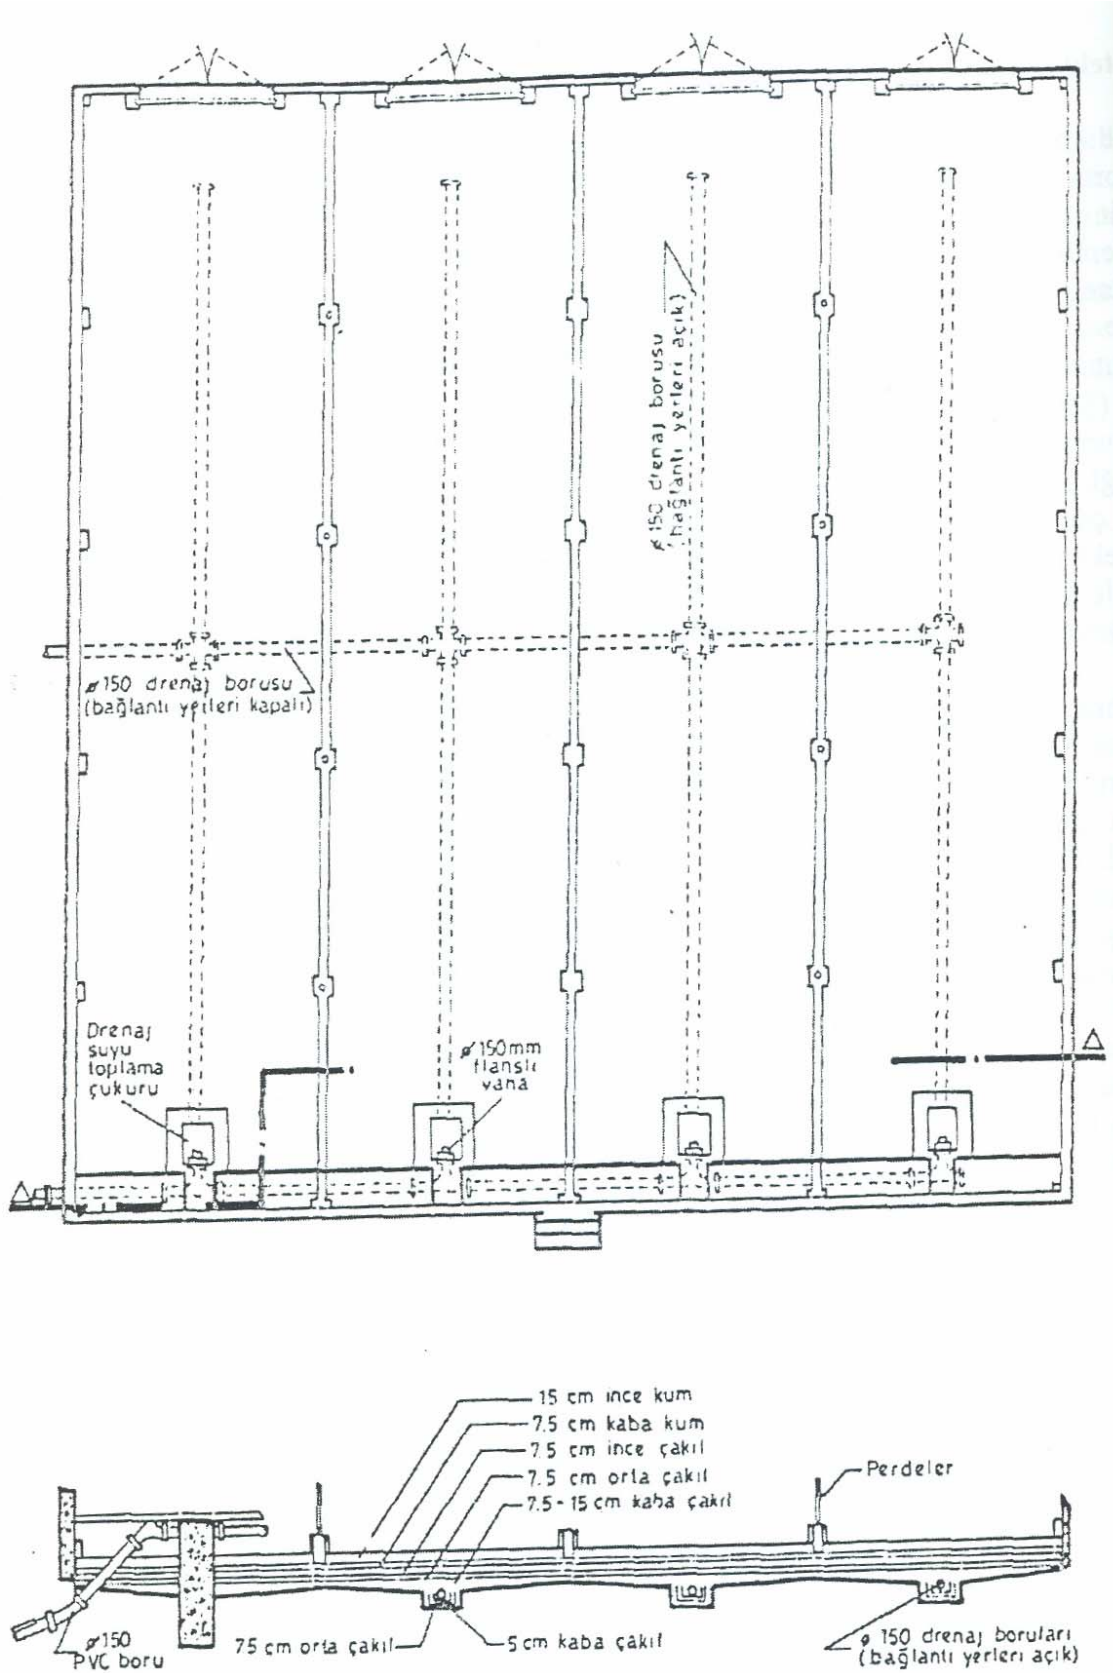 ø150 drenaj borusu
(bağlantı yerleri açık)
ø150 drenaj borusu
(bağlantı yerleri kapalı)
Drenaj
suyu
toplama
çukuru
ø150mm
flanşlı
vana
15 cm ince kum
7.5 cm kaba kum
7.5 cm ince çakıl
7.5 cm orta çakıl
7.5-15 cm kaba çakıl
Perdeler
ø150
PVC boru
75 cm orta çakıl
5 cm kaba çakıl
ø 150 drenaj boruları
(bağlantı yerleri açık)